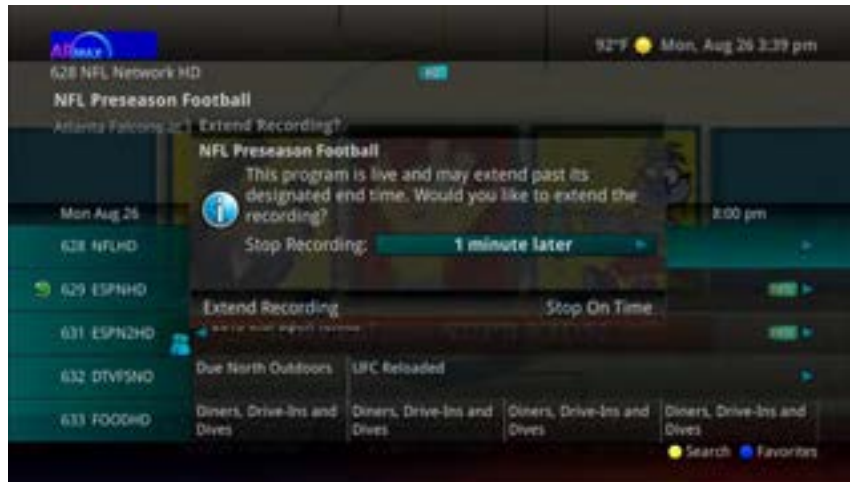 92°F Mon, Aug 26 3:39 pm
628 NFL Network HD
HD
NFL Preseason Football
Atlanta Falcons at
Extend Recording?
NFL Preseason Football
This program is live and may extend past its
designated end time. Would you like to extend the
recording?
Stop Recording: 1 minute later
Extend Recording Stop On Time
Mon Aug 26
628 NFLHD
629 ESPNHD
631 ESPN2HD
632 DTVFSNO Due North Outdoors UFC Reloaded
633 FOODHD Diners, Drive-Ins and Dives Diners, Drive-Ins and Dives Diners, Drive-Ins and Dives Diners, Drive-Ins and Dives
Search Favorites